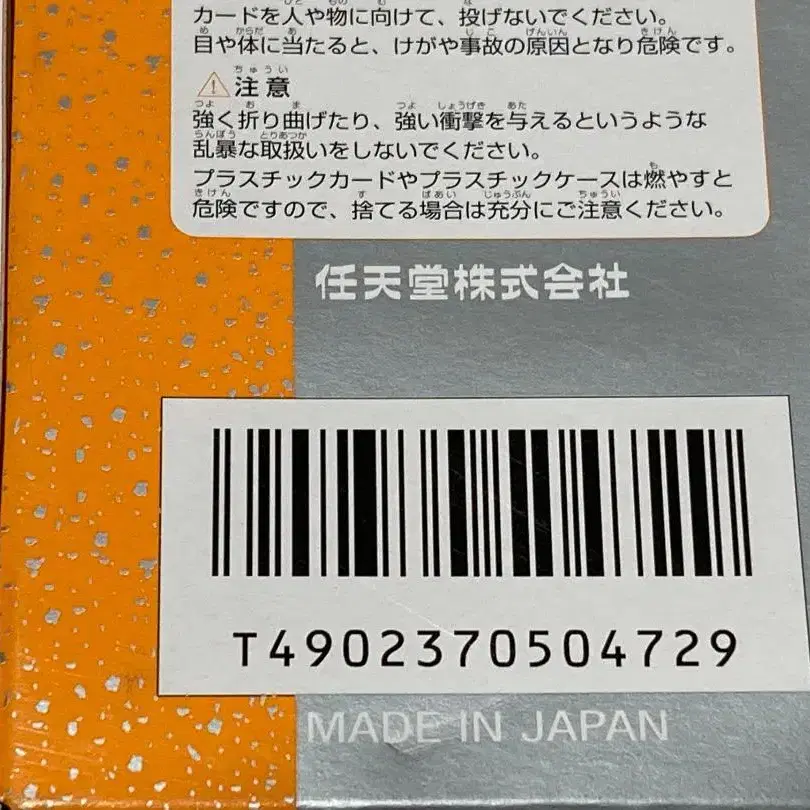 カードを人や物に向けて、投げないでください。
目や体に当たると、けがや事故の原因となり危険です。
⚠注意
強く折り曲げたり、強い衝撃を与えるというような
乱暴な取扱いをしないでください。
プラスチックカードやプラスチックケースは燃やすと
危険ですので、捨てる場合は充分にご注意ください。
任天堂株式会社
T4902370504729
MADE IN JAPAN